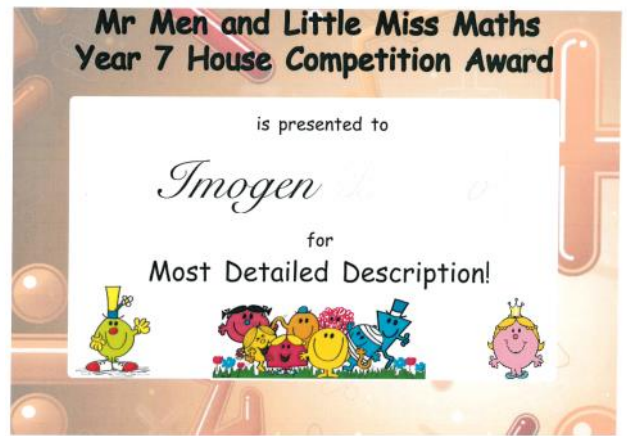 Mr Men and Little Miss Maths
Year 7 House Competition Award
is presented to
Imogen
for
Most Detailed Description!